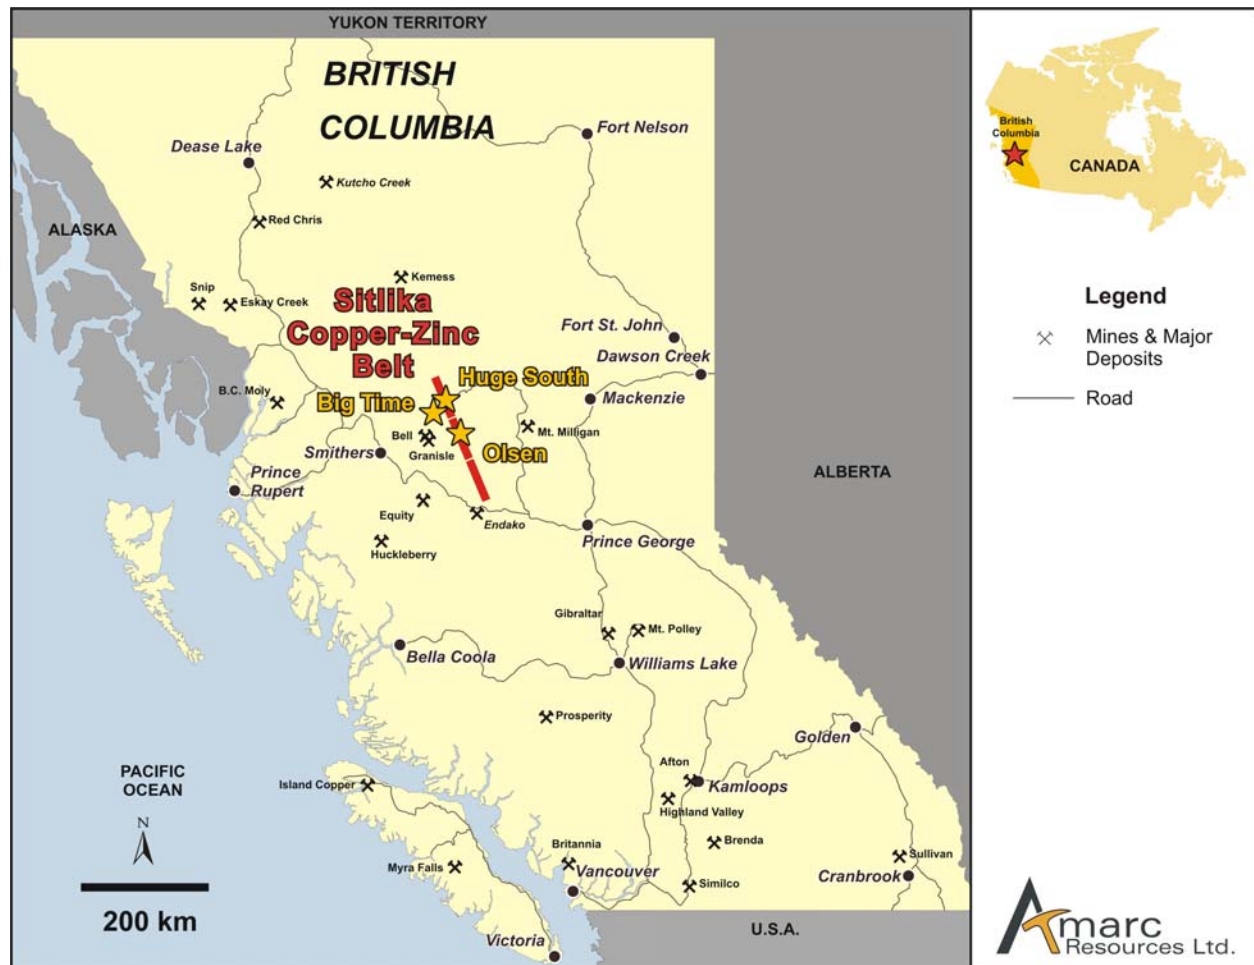 YUKON TERRITORY
BRITISH
COLUMBIA
Fort Nelson
Dease Lake
Kutcho Creek
Red Chris
ALASKA
Kemess
Snip
Eskay Creek
Sitlika
Copper-Zinc
Belt
Fort St. John
Dawson Creek
Huge South
Mackenzie
B.C. Moly
Big Time
Mt. Milligan
Bell
Granisle
Olsen
Smithers
Prince
Rupert
ALBERTA
Equity
Endako
Huckleberry
Prince George
Gibraltar
Mt. Polley
Bella Coola
Williams Lake
Prosperity
Golden
PACIFIC
OCEAN
Island Copper
Afton
Kamloops
Highland Valley
N
Britannia
Brenda
Myra Falls
Vancouver
Sullivan
Similco
Cranbrook
200 km
Victoria
U.S.A.
British
Columbia
CANADA
Legend
Mines & Major
Deposits
Road
Amarc
Resources Ltd.